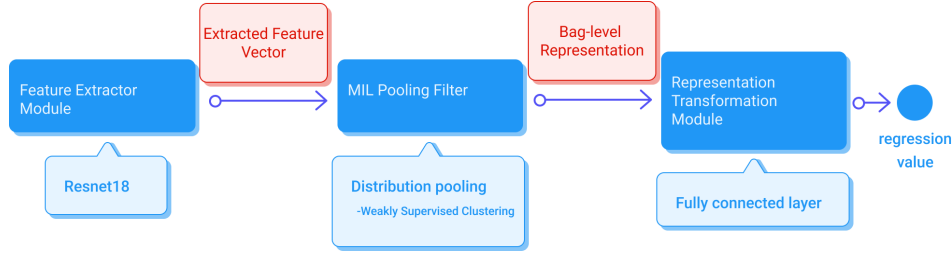 Extracted Feature
Vector
Bag-level
Representation
Feature Extractor
Module
MIL Pooling Filter
Representation
Transformation
Module
regression
value
Resnet18
Distribution pooling
-Weakly Supervised Clustering
Fully connected layer